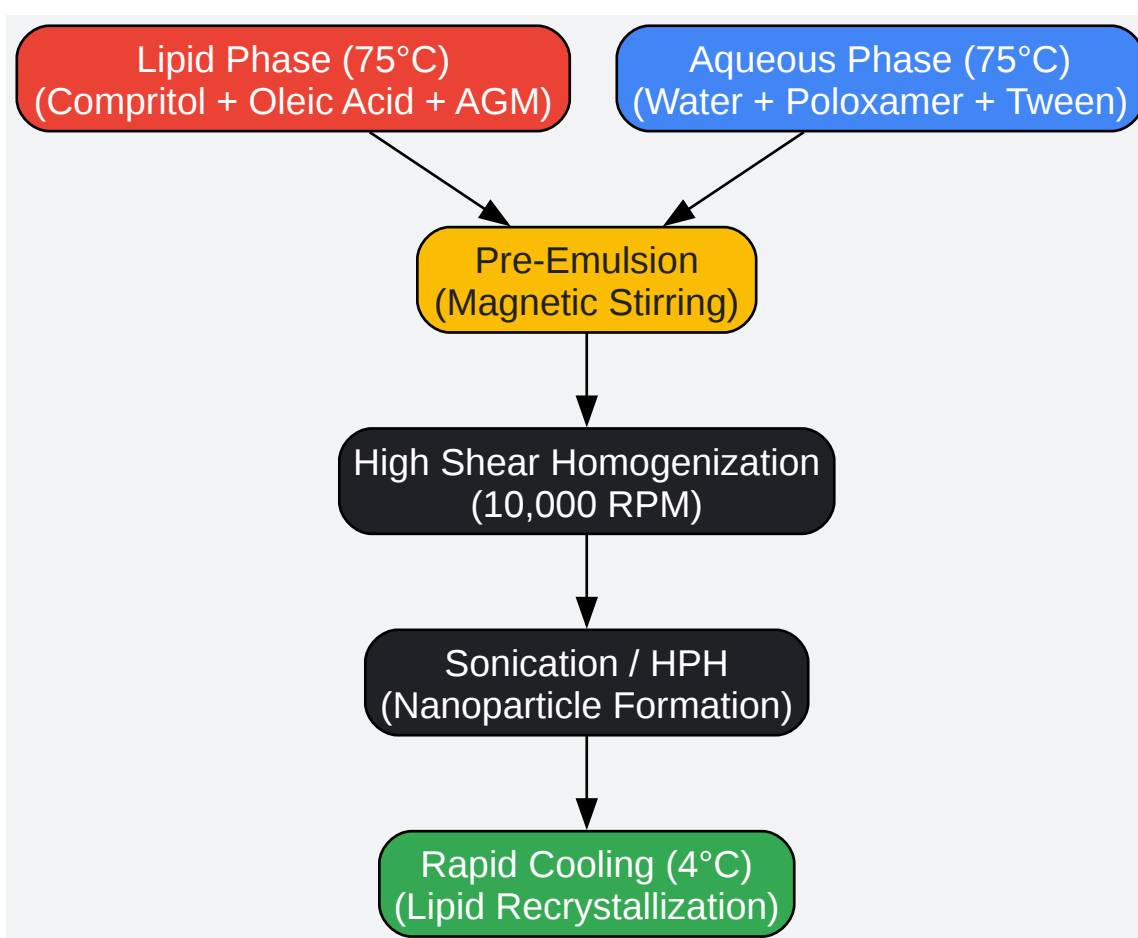 Lipid Phase (75°C)
(Compritol + Oleic Acid + AGM)
Aqueous Phase (75°C)
(Water + Poloxamer + Tween)
Pre-Emulsion
(Magnetic Stirring)
High Shear Homogenization
(10,000 RPM)
Sonication / HPH
(Nanoparticle Formation)
Rapid Cooling (4°C)
(Lipid Recrystallization)